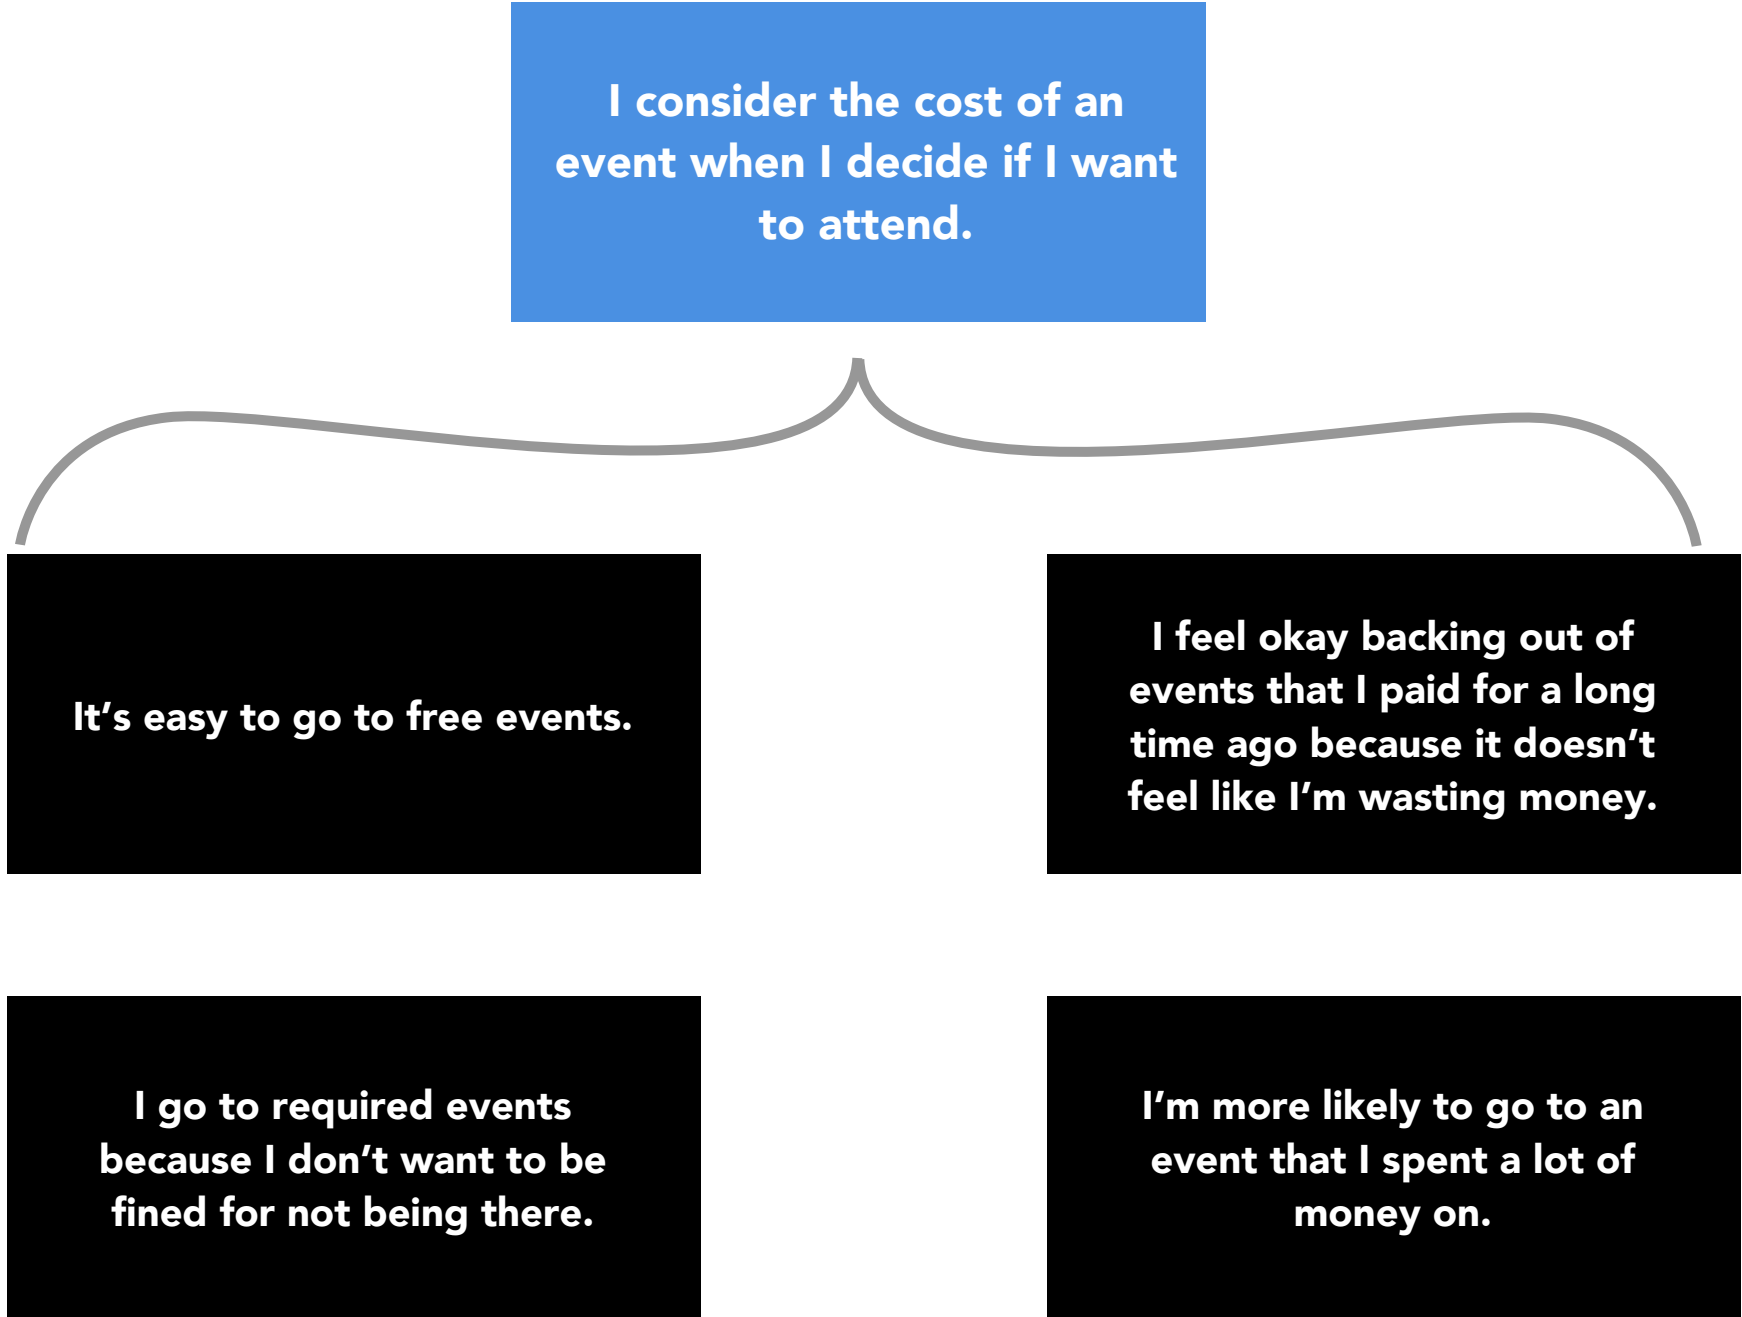 I consider the cost of an
event when I decide if I want
to attend.
It’s easy to go to free events.
I feel okay backing out of
events that I paid for a long
time ago because it doesn’t
feel like I’m wasting money.
I go to required events
because I don’t want to be
fined for not being there.
I’m more likely to go to an
event that I spent a lot of
money on.